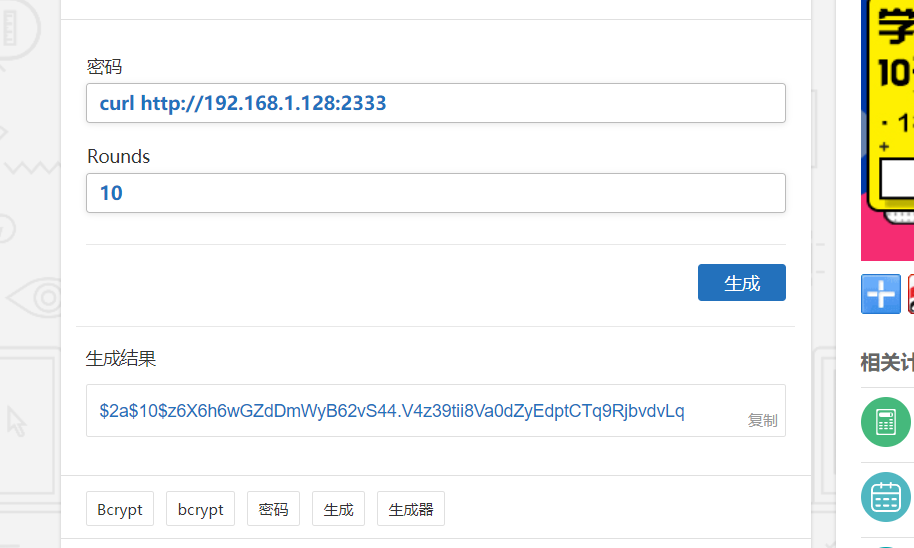 密码
curl http://192.168.1.128:2333
Rounds
10
生成
生成结果
$2a$10$z6X6h6wGZdDmWyB62vS44.V4z39tii8Va0dZyEdptCTq9RjbvdvLq
复制
Bcrypt
bcrypt
密码
生成
生成器
学
10
· 1
+
相关计